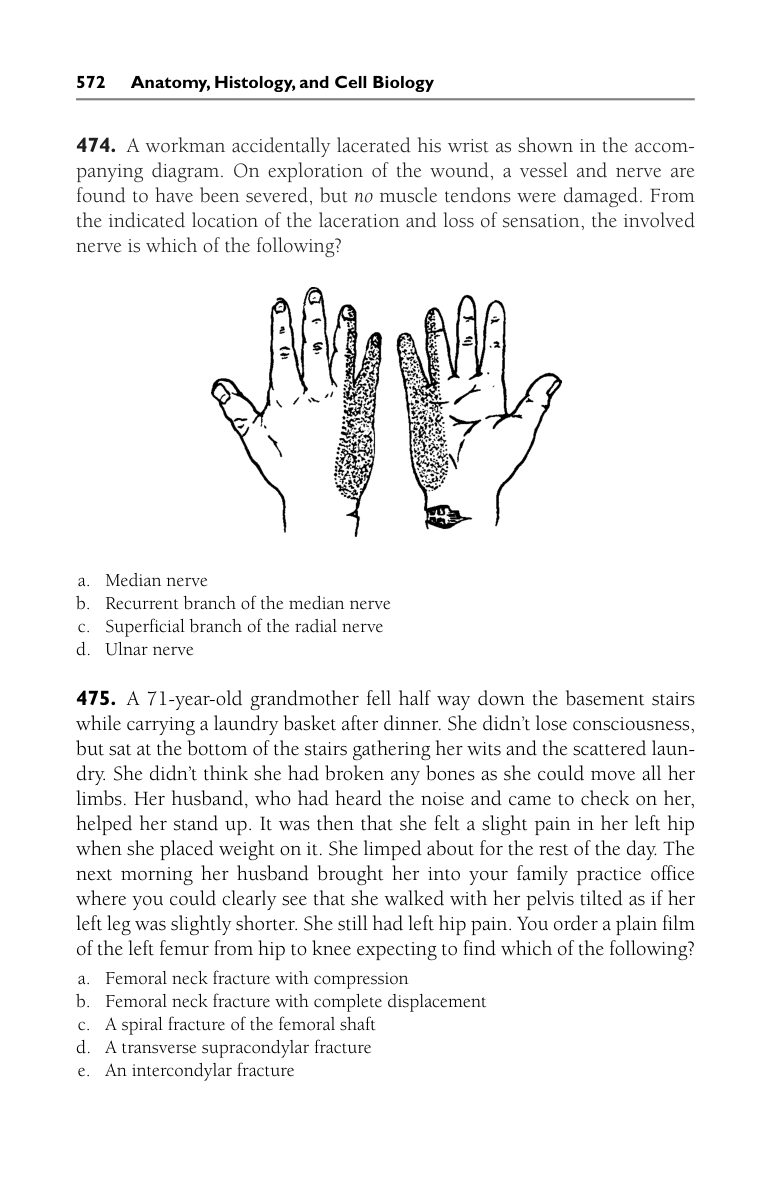 572 Anatomy, Histology, and Cell Biology
474. A workman accidentally lacerated his wrist as shown in the accom-
panying diagram. On exploration of the wound, a vessel and nerve are
found to have been severed, but no muscle tendons were damaged. From
the indicated location of the laceration and loss of sensation, the involved
nerve is which of the following?
a. Median nerve
b. Recurrent branch of the median nerve
c. Superficial branch of the radial nerve
d. Ulnar nerve
475. A 71-year-old grandmother fell half way down the basement stairs
while carrying a laundry basket after dinner. She didn’t lose consciousness,
but sat at the bottom of the stairs gathering her wits and the scattered laun-
dry. She didn’t think she had broken any bones as she could move all her
limbs. Her husband, who had heard the noise and came to check on her,
helped her stand up. It was then that she felt a slight pain in her left hip
when she placed weight on it. She limped about for the rest of the day. The
next morning her husband brought her into your family practice office
where you could clearly see that she walked with her pelvis tilted as if her
left leg was slightly shorter. She still had left hip pain. You order a plain film
of the left femur from hip to knee expecting to find which of the following?
a. Femoral neck fracture with compression
b. Femoral neck fracture with complete displacement
c. A spiral fracture of the femoral shaft
d. A transverse supracondylar fracture
e. An intercondylar fracture